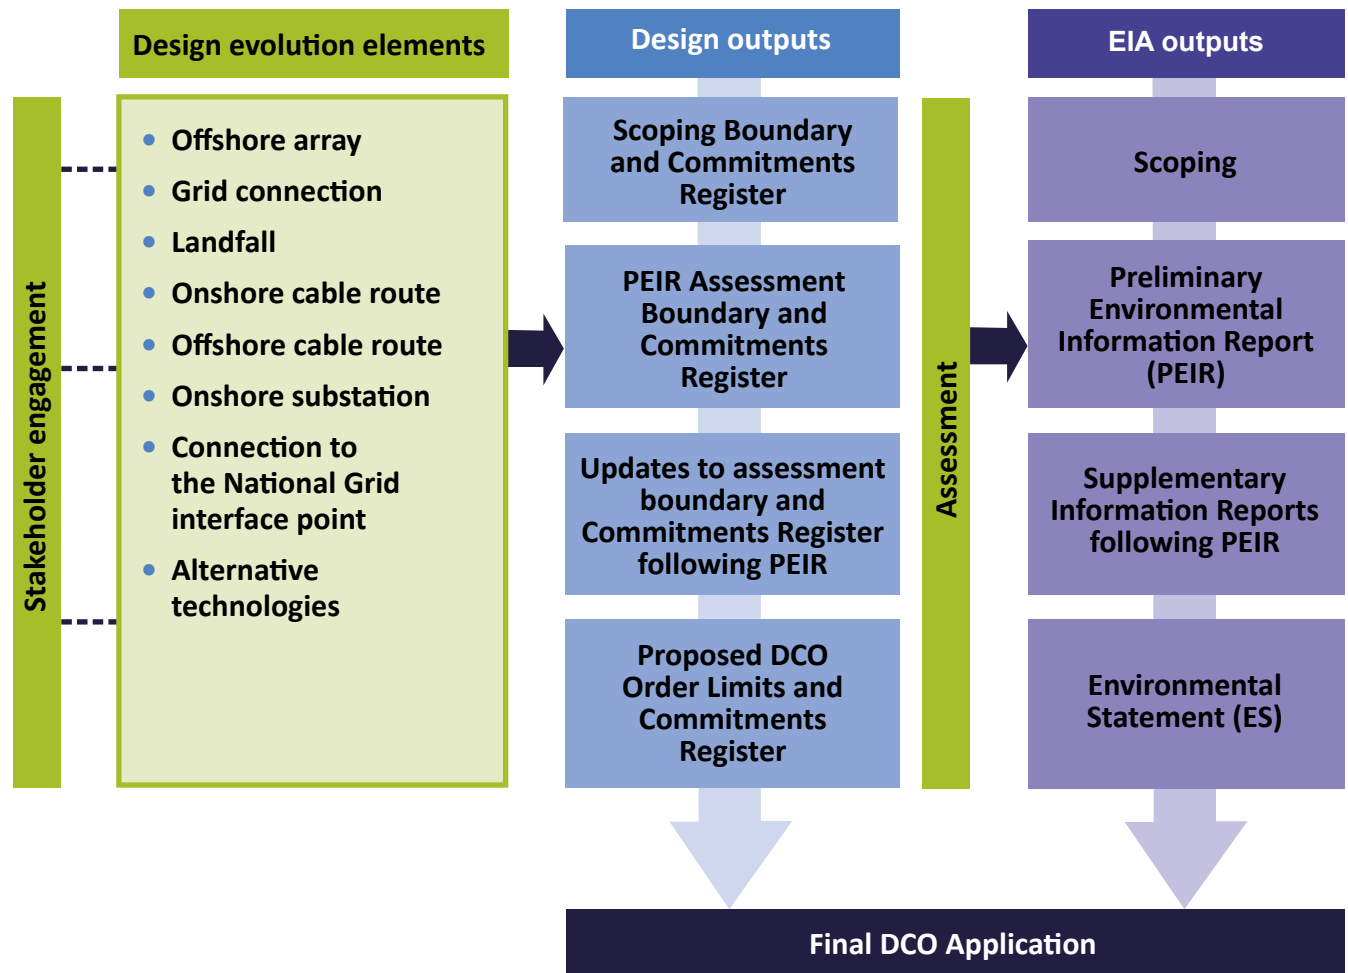 Design evolution elements
Design outputs
EIA outputs
Stakeholder engagement
• Offshore array
• Grid connection
• Landfall
• Onshore cable route
• Offshore cable route
• Onshore substation
• Connection to
the National Grid
interface point
• Alternative
technologies
Scoping Boundary
and Commitments
Register
PEIR Assessment
Boundary and
Commitments
Register
Updates to assessment
boundary and
Commitments Register
following PEIR
Proposed DCO
Order Limits and
Commitments
Register
Assessment
Scoping
Preliminary
Environmental
Information Report
(PEIR)
Supplementary
Information Reports
following PEIR
Environmental
Statement (ES)
Final DCO Application